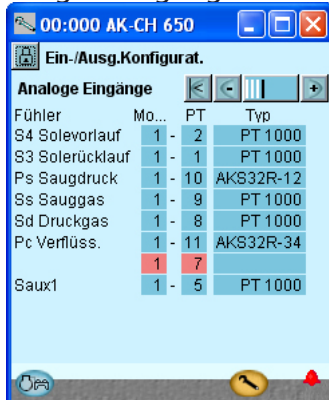 00:000 AK-CH 650
Ein-/Ausg.Konfigurat.
Analoge Eingänge
Fühler Mo... PT Typ
S4 Solevorlauf 1 - 2 PT 1000
S3 Solerücklauf 1 - 1 PT 1000
Ps Saugdruck 1 - 10 AKS32R-12
Ss Sauggas 1 - 9 PT 1000
Sd Druckgas 1 - 8 PT 1000
Pc Verflüss. 1 - 11 AKS32R-34
1 7
Saux1 1 - 5 PT 1000